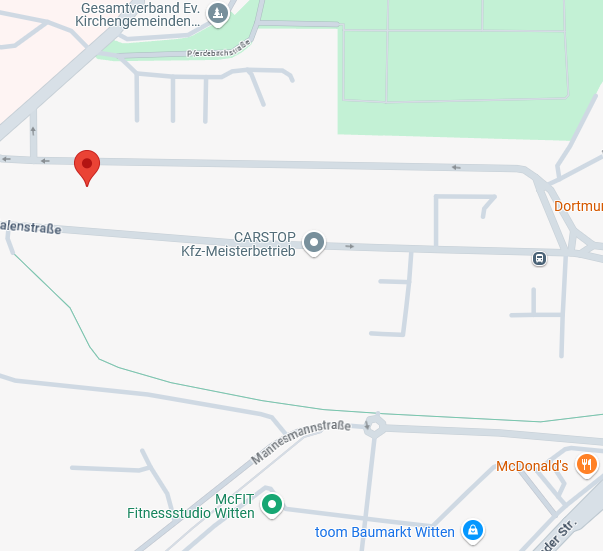 Gesamtverband Ev.
Kirchengemeinden...
Pferdebachstraße
Dortmun
alenstraße
CARSTOP
Kfz-Meisterbetrieb
Mannesmannstraße
McDonald's
McFIT
Fitnessstudio Witten
toom Baumarkt Witten
der Str.